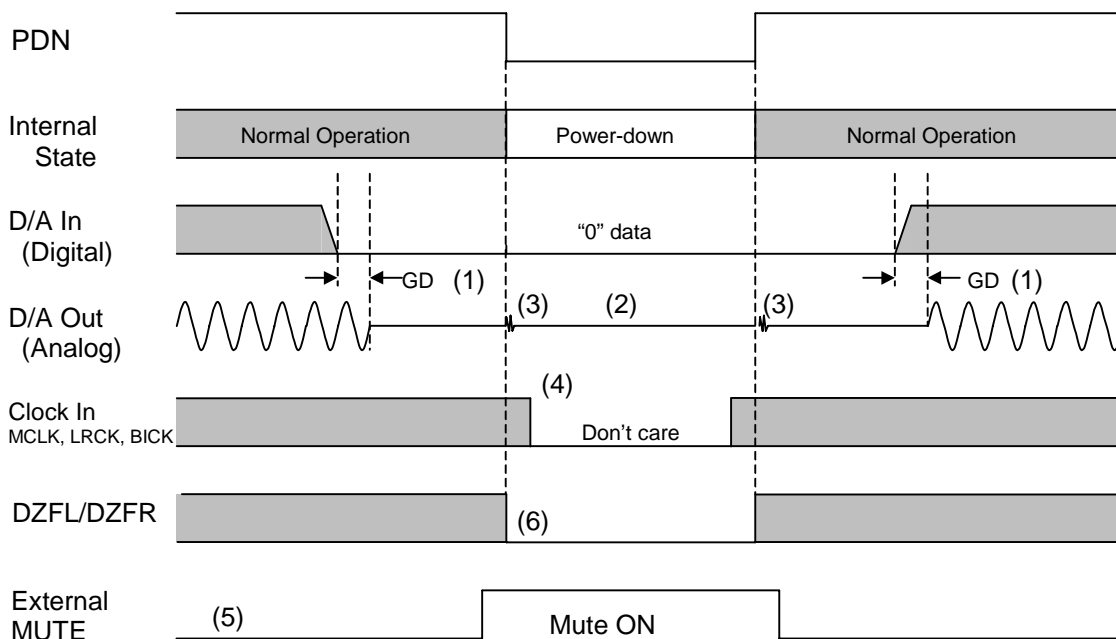 PDN
Internal
State
Normal Operation
Power-down
Normal Operation
D/A In
(Digital)
“0” data
GD (1)
GD (1)
D/A Out
(Analog)
(3)
(2)
(3)
Clock In
MCLK, LRCK, BICK
(4)
Don’t care
DZFL/DZFR
(6)
External
MUTE
(5)
Mute ON